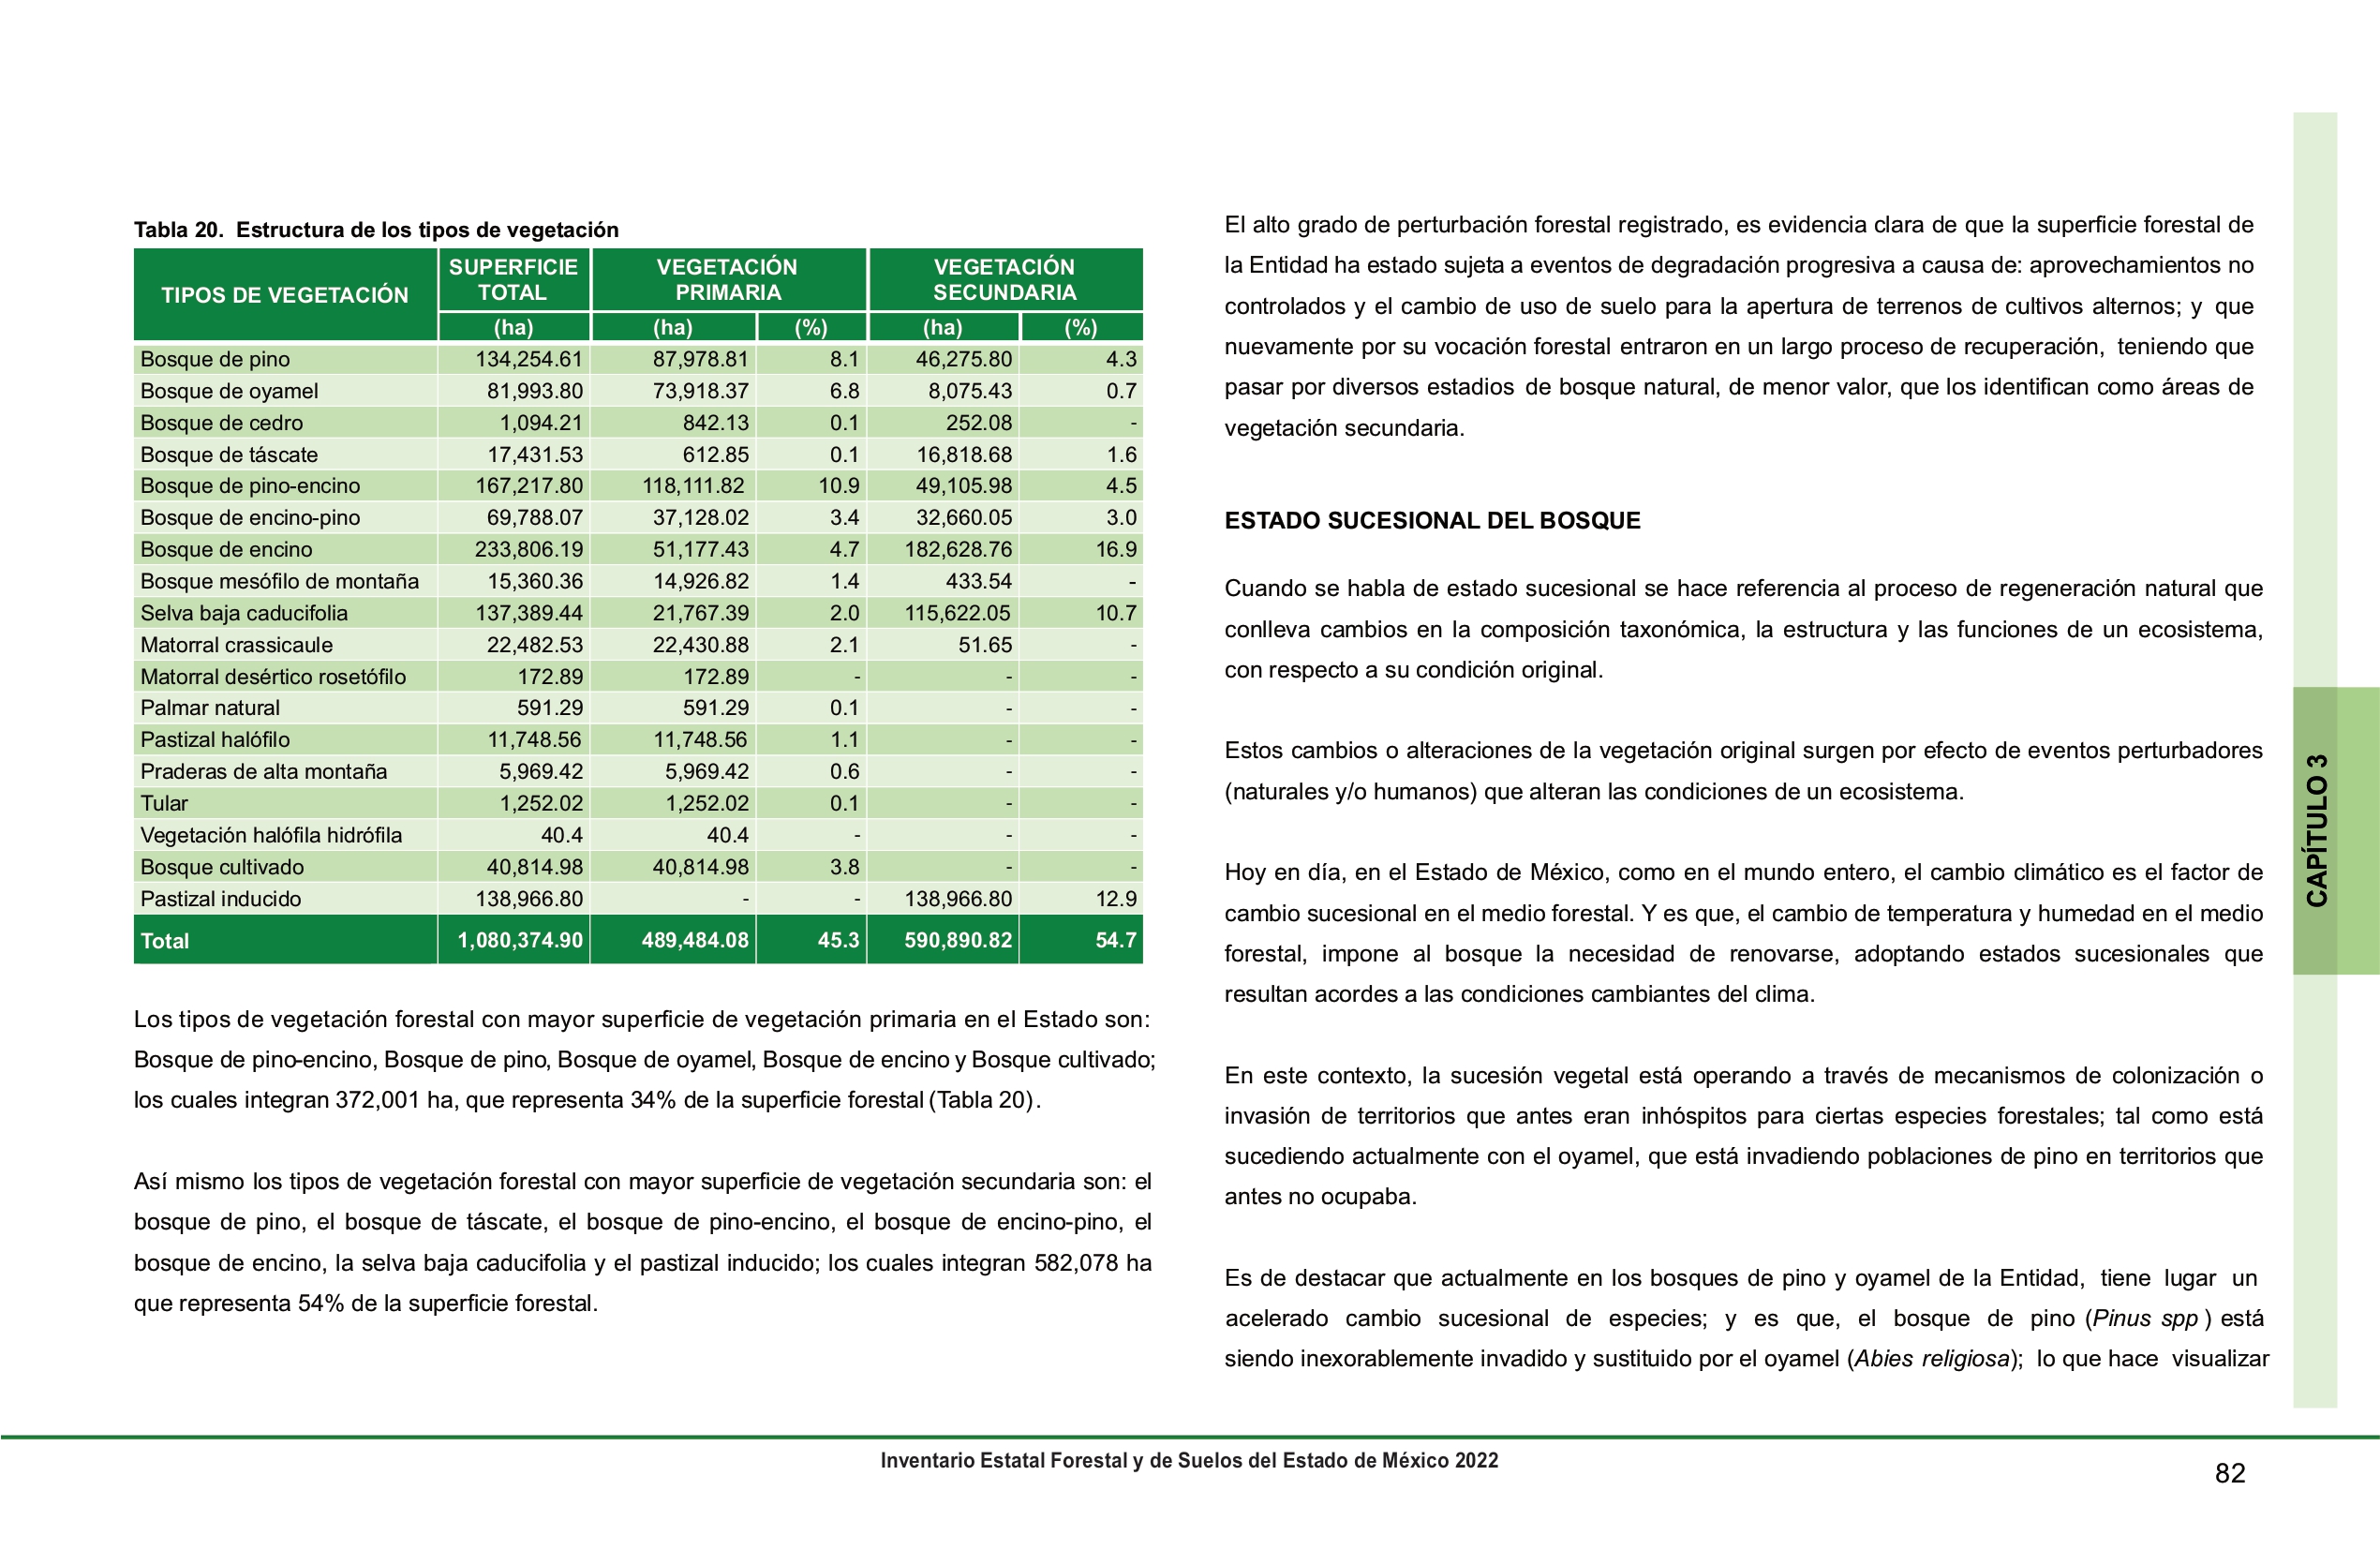 Tabla 20.  Estructura de los tipos de vegetación
TIPOS DE VEGETACIÓN SUPERFICIE TOTAL VEGETACIÓN PRIMARIA VEGETACIÓN SECUNDARIA
(ha) (ha) (%) (ha) (%)
Bosque de pino 134,254.61 87,978.81 8.1 46,275.80 4.3
Bosque de oyamel 81,993.80 73,918.37 6.8 8,075.43 0.7
Bosque de cedro 1,094.21 842.13 0.1 252.08 -
Bosque de táscate 17,431.53 612.85 0.1 16,818.68 1.6
Bosque de pino-encino 167,217.80 118,111.82 10.9 49,105.98 4.5
Bosque de encino-pino 69,788.07 37,128.02 3.4 32,660.05 3.0
Bosque de encino 233,806.19 51,177.43 4.7 182,628.76 16.9
Bosque mesófilo de montaña 15,360.36 14,926.82 1.4 433.54 -
Selva baja caducifolia 137,389.44 21,767.39 2.0 115,622.05 10.7
Matorral crassicaule 22,482.53 22,430.88 2.1 51.65 -
Matorral desértico rosetófilo 172.89 172.89 - - -
Palmar natural 591.29 591.29 0.1 - -
Pastizal halófilo 11,748.56 11,748.56 1.1 - -
Praderas de alta montaña 5,969.42 5,969.42 0.6 - -
Tular 1,252.02 1,252.02 0.1 - -
Vegetación halófila hidrófila 40.4 40.4 - - -
Bosque cultivado 40,814.98 40,814.98 3.8 - -
Pastizal inducido 138,966.80 - - 138,966.80 12.9
Total 1,080,374.90 489,484.08 45.3 590,890.82 54.7
Los tipos de vegetación forestal con mayor superficie de vegetación primaria en el Estado son:
Bosque de pino-encino, Bosque de pino, Bosque de oyamel, Bosque de encino y Bosque cultivado;
los cuales integran 372,001 ha, que representa 34% de la superficie forestal (Tabla 20).
Así mismo los tipos de vegetación forestal con mayor superficie de vegetación secundaria son: el
bosque de pino, el bosque de táscate, el bosque de pino-encino, el bosque de encino-pino, el
bosque de encino, la selva baja caducifolia y el pastizal inducido; los cuales integran 582,078 ha
que representa 54% de la superficie forestal.
El alto grado de perturbación forestal registrado, es evidencia clara de que la superficie forestal de
la Entidad ha estado sujeta a eventos de degradación progresiva a causa de: aprovechamientos no
controlados y el cambio de uso de suelo para la apertura de terrenos de cultivos alternos; y que
nuevamente por su vocación forestal entraron en un largo proceso de recuperación, teniendo que
pasar por diversos estadios de bosque natural, de menor valor, que los identifican como áreas de
vegetación secundaria.
ESTADO SUCESIONAL DEL BOSQUE
Cuando se habla de estado sucesional se hace referencia al proceso de regeneración natural que
conlleva cambios en la composición taxonómica, la estructura y las funciones de un ecosistema,
con respecto a su condición original.
Estos cambios o alteraciones de la vegetación original surgen por efecto de eventos perturbadores
(naturales y/o humanos) que alteran las condiciones de un ecosistema.
Hoy en día, en el Estado de México, como en el mundo entero, el cambio climático es el factor de
cambio sucesional en el medio forestal. Y es que, el cambio de temperatura y humedad en el medio
forestal, impone al bosque la necesidad de renovarse, adoptando estados sucesionales que
resultan acordes a las condiciones cambiantes del clima.
En este contexto, la sucesión vegetal está operando a través de mecanismos de colonización o
invasión de territorios que antes eran inhóspitos para ciertas especies forestales; tal como está
sucediendo actualmente con el oyamel, que está invadiendo poblaciones de pino en territorios que
antes no ocupaba.
Es de destacar que actualmente en los bosques de pino y oyamel de la Entidad, tiene lugar un
acelerado cambio sucesional de especies; y es que, el bosque de pino (Pinus spp ) está
siendo inexorablemente invadido y sustituido por el oyamel (Abies religiosa); lo que hace visualizar
CAPÍTULO 3
Inventario Estatal Forestal y de Suelos del Estado de México 2022
82